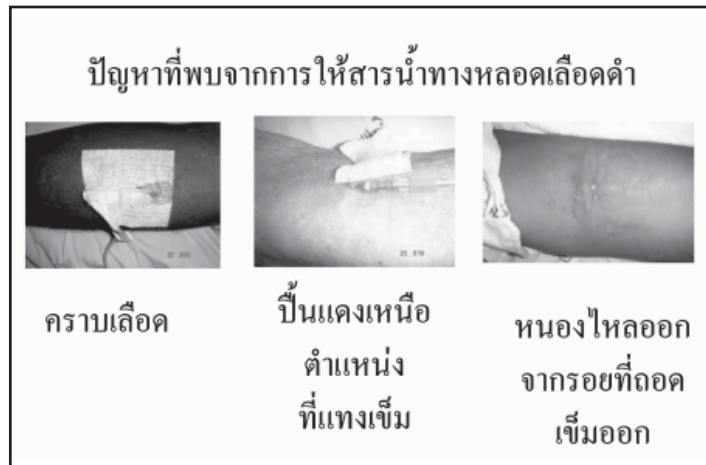 ปัญหาที่พบจากการให้สารน้ำทางหลอดเลือดดำ
คราบเลือด
ปื้นแดงเหนือ
ตำแหน่ง
ที่แทงเข็ม
หนองไหลออก
จากรอยที่ถอด
เข็มออก